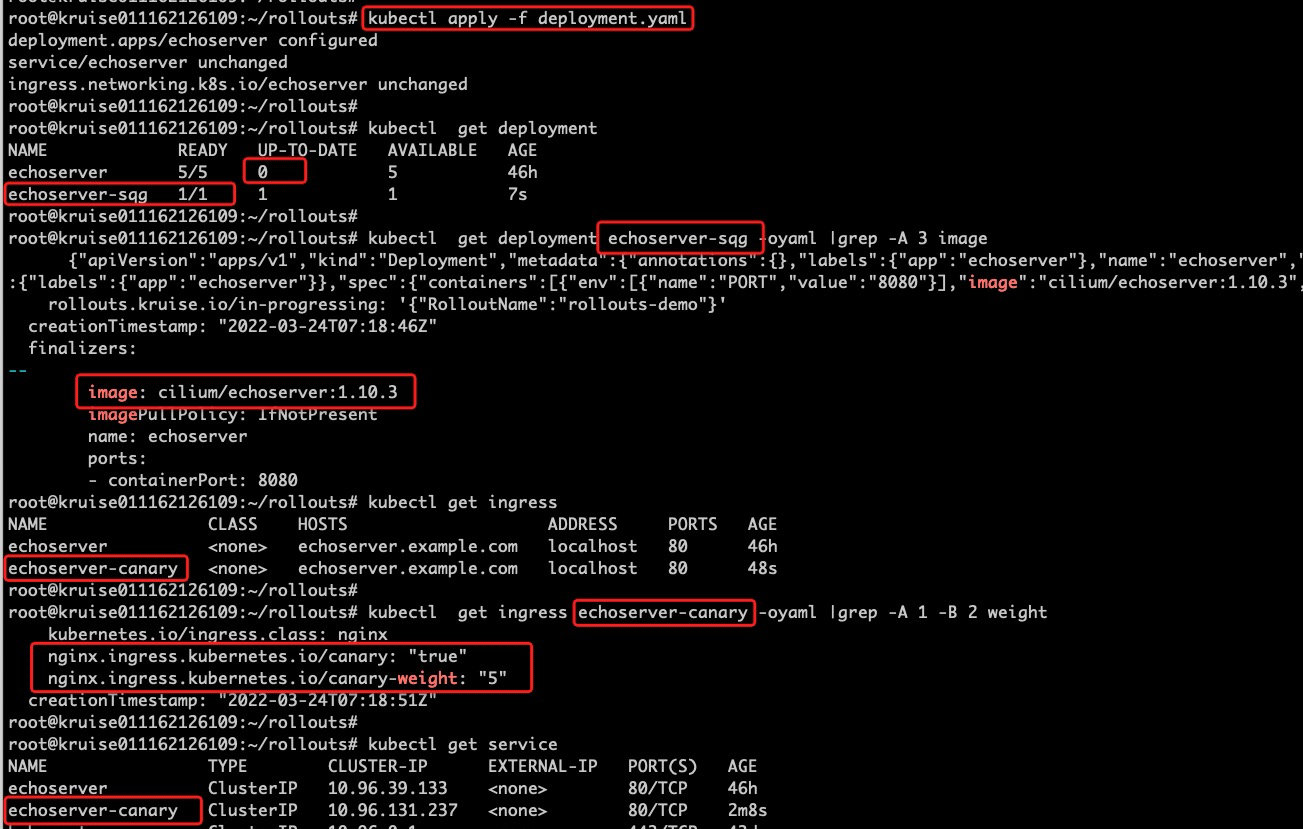 root@kruise011162126109:~/rollouts# kubectl apply -f deployment.yaml
deployment.apps/echoserver configured
service/echoserver unchanged
ingress.networking.k8s.io/echoserver unchanged
root@kruise011162126109:~/rollouts#
root@kruise011162126109:~/rollouts# kubectl  get deployment
NAME             READY   UP-TO-DATE   AVAILABLE   AGE
echoserver       5/5     0            5           46h
echoserver-sqg   1/1     1            1           7s
root@kruise011162126109:~/rollouts#
root@kruise011162126109:~/rollouts# kubectl  get deployment echoserver-sqg -oyaml |grep -A 3 image
      {"apiVersion":"apps/v1","kind":"Deployment","metadata":{"annotations":{},"labels":{"app":"echoserver"},"name":"echoserver","
:{"labels":{"app":"echoserver"}},"spec":{"containers":[{"env":[{"name":"PORT","value":"8080"}],"image":"cilium/echoserver:1.10.3",
    rollouts.kruise.io/in-progressing: '{"RolloutName":"rollouts-demo"}'
  creationTimestamp: "2022-03-24T07:18:46Z"
  finalizers:
--
        image: cilium/echoserver:1.10.3
        imagePullPolicy: IfNotPresent
        name: echoserver
        ports:
        - containerPort: 8080
root@kruise011162126109:~/rollouts# kubectl get ingress
NAME                CLASS    HOSTS                    ADDRESS     PORTS   AGE
echoserver          <none>   echoserver.example.com   localhost   80      46h
echoserver-canary   <none>   echoserver.example.com   localhost   80      48s
root@kruise011162126109:~/rollouts#
root@kruise011162126109:~/rollouts# kubectl  get ingress echoserver-canary -oyaml |grep -A 1 -B 2 weight
    kubernetes.io/ingress.class: nginx
    nginx.ingress.kubernetes.io/canary: "true"
    nginx.ingress.kubernetes.io/canary-weight: "5"
  creationTimestamp: "2022-03-24T07:18:51Z"
root@kruise011162126109:~/rollouts#
root@kruise011162126109:~/rollouts# kubectl get service
NAME                TYPE        CLUSTER-IP      EXTERNAL-IP   PORT(S)   AGE
echoserver          ClusterIP   10.96.39.133    <none>        80/TCP    46h
echoserver-canary   ClusterIP   10.96.131.237   <none>        80/TCP    2m8s